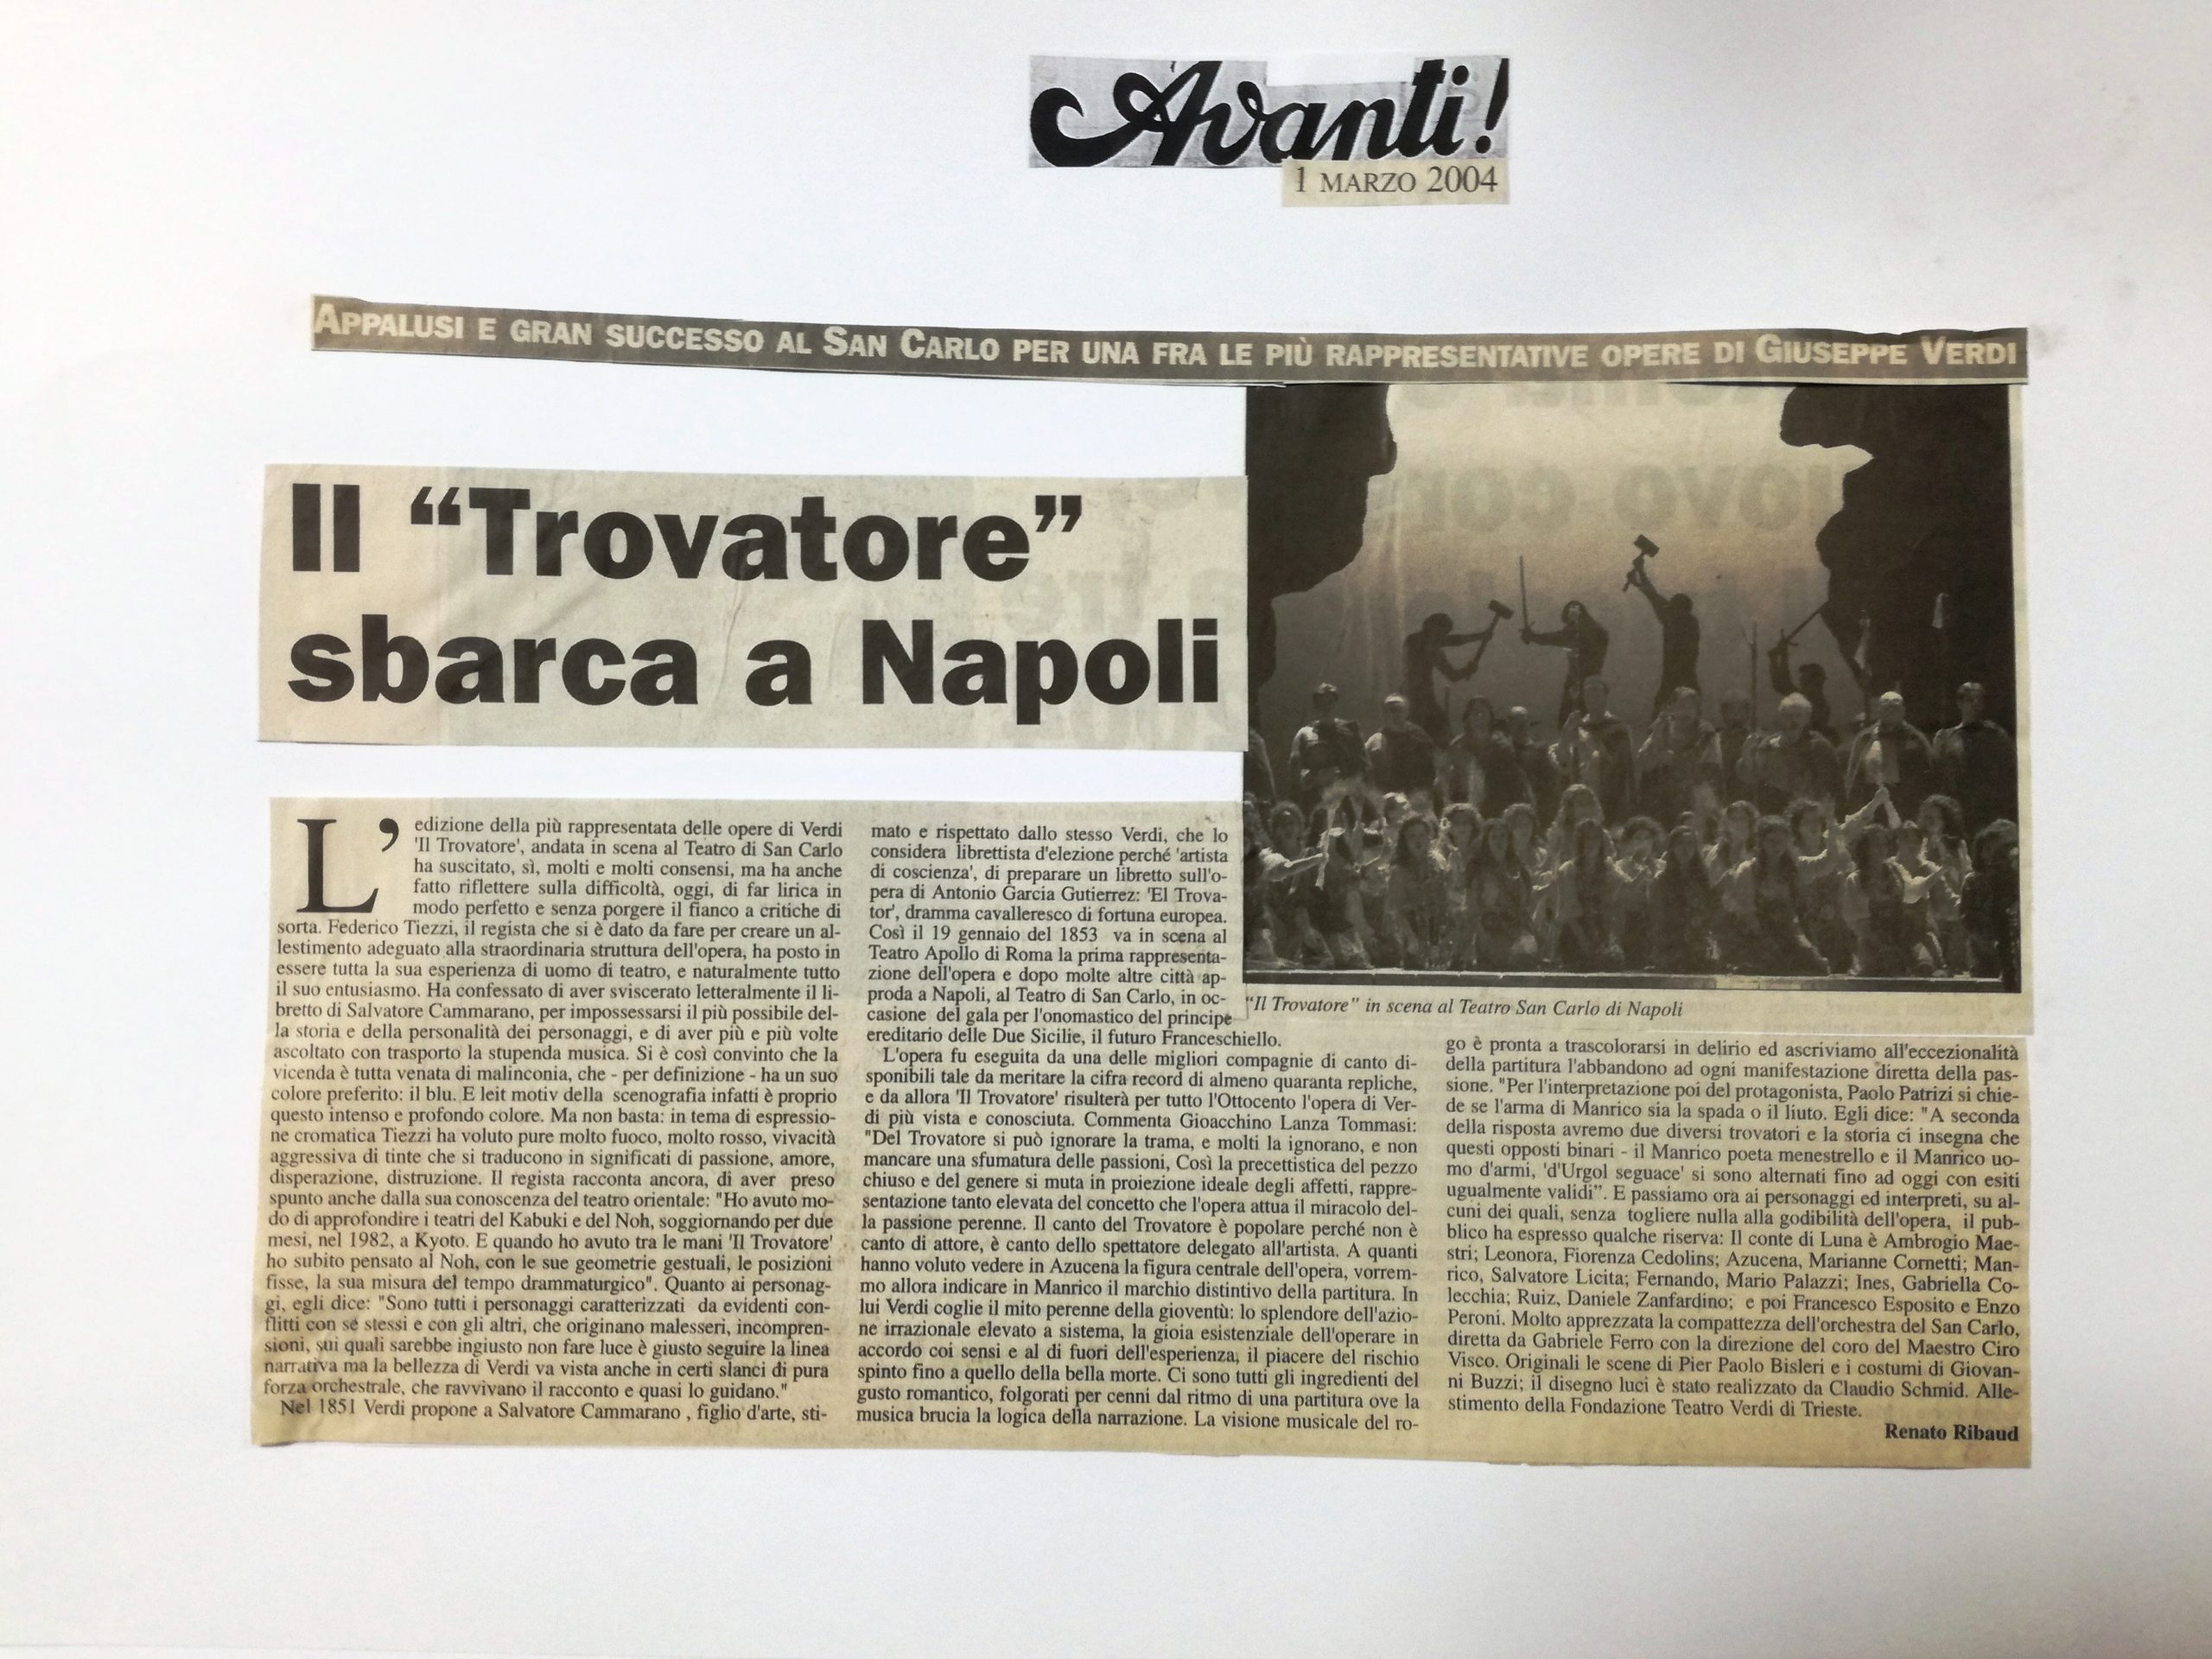 Avanti!
1 MARZO 2004
APPALUSI E GRAN SUCCESSO AL SAN CARLO PER UNA FRA LE PIÙ RAPPRESENTATIVE OPERE DI GIUSEPPE VERDI
Il “Trovatore”
sbarca a Napoli
L’edizione della più rappresentata delle opere di Verdi
'Il Trovatore', andata in scena al Teatro di San Carlo
ha suscitato, sì, molti e molti consensi, ma ha anche
fatto riflettere sulla difficoltà, oggi, di far lirica in
modo perfetto e senza porgere il fianco a critiche di
sorta. Federico Tiezzi, il regista che si è dato da fare per creare un al-
lestimento adeguato alla straordinaria struttura dell'opera, ha posto in
essere tutta la sua esperienza di uomo di teatro, e naturalmente tutto
il suo entusiasmo. Ha confessato di aver sviscerato letteralmente il li-
bretto di Salvatore Cammarano, per impossessarsi il più possibile del-
la storia e della personalità dei personaggi, e di aver più e più volte
ascoltato con trasporto la stupenda musica. Si è così convinto che la
vicenda è tutta venata di malinconia, che - per definizione - ha un suo
colore preferito: il blu. E leit motiv della scenografia infatti è proprio
questo intenso e profondo colore. Ma non basta: in tema di espressio-
ne cromatica Tiezzi ha voluto pure molto fuoco, molto rosso, vivacità
aggressiva di tinte che si traducono in significati di passione, amore,
disperazione, distruzione. Il regista racconta ancora, di aver preso
spunto anche dalla sua conoscenza del teatro orientale: "Ho avuto mo-
do di approfondire i teatri del Kabuki e del Noh, soggiornando per due
mesi, nel 1982, a Kyoto. E quando ho avuto tra le mani 'Il Trovatore'
ho subito pensato al Noh, con le sue geometrie gestuali, le posizioni
fisse, la sua misura del tempo drammaturgico". Quanto ai personag-
gi, egli dice: "Sono tutti i personaggi caratterizzati da evidenti con-
flitti con se stessi e con gli altri, che originano malesseri, incompren-
sioni, sui quali sarebbe ingiusto non fare luce è giusto seguire la linea
narrativa ma la bellezza di Verdi va vista anche in certi slanci di pura
forza orchestrale, che ravvivano il racconto e quasi lo guidano."
Nel 1851 Verdi propone a Salvatore Cammarano , figlio d'arte, sti-
mato e rispettato dallo stesso Verdi, che lo
considera librettista d'elezione perché 'artista
di coscienza', di preparare un libretto sull'o-
pera di Antonio Garcia Gutierrez: 'El Trova-
tor', dramma cavalleresco di fortuna europea.
Così il 19 gennaio del 1853 va in scena al
Teatro Apollo di Roma la prima rappresenta-
zione dell'opera e dopo molte altre città ap-
proda a Napoli, al Teatro di San Carlo, in oc-
casione del gala per l'onomastico del principe
ereditario delle Due Sicilie, il futuro Franceschiello.
L'opera fu eseguita da una delle migliori compagnie di canto di-
sponibili tale da meritare la cifra record di almeno quaranta repliche,
e da allora 'Il Trovatore' risulterà per tutto l'Ottocento l'opera di Ver-
di più vista e conosciuta. Commenta Gioacchino Lanza Tommasi:
"Del Trovatore si può ignorare la trama, e molti la ignorano, e non
mancare una sfumatura delle passioni, Così la precettistica del pezzo
chiuso e del genere si muta in proiezione ideale degli affetti, rappre-
sentazione tanto elevata del concetto che l'opera attua il miracolo del-
la passione perenne. Il canto del Trovatore è popolare perché non è
canto di attore, è canto dello spettatore delegato all'artista. A quanti
hanno voluto vedere in Azucena la figura centrale dell'opera, vorrem-
mo allora indicare in Manrico il marchio distintivo della partitura. In
lui Verdi coglie il mito perenne della gioventù: lo splendore dell'azio-
ne irrazionale elevato a sistema, la gioia esistenziale dell'operare in
accordo coi sensi e al di fuori dell'esperienza, il piacere del rischio
spinto fino a quello della bella morte. Ci sono tutti gli ingredienti del
gusto romantico, folgorati per cenni dal ritmo di una partitura ove la
musica brucia la logica della narrazione. La visione musicale del ro-
“Il Trovatore” in scena al Teatro San Carlo di Napoli
go è pronta a trascolorarsi in delirio ed ascriviamo all'eccezionalità
della partitura l'abbandono ad ogni manifestazione diretta della pas-
sione. "Per l'interpretazione poi del protagonista, Paolo Patrizi si chie-
de se l'arma di Manrico sia la spada o il liuto. Egli dice: "A seconda
della risposta avremo due diversi trovatori e la storia ci insegna che
questi opposti binari - il Manrico poeta menestrello e il Manrico uo-
mo d'armi, 'd'Urgol seguace' si sono alternati fino ad oggi con esiti
ugualmente validi”. E passiamo ora ai personaggi ed interpreti, su al-
cuni dei quali, senza togliere nulla alla godibilità dell'opera, il pub-
blico ha espresso qualche riserva: Il conte di Luna è Ambrogio Mae-
stri; Leonora, Fiorenza Cedolins; Azucena, Marianne Cornetti; Man-
rico, Salvatore Licita; Fernando, Mario Palazzi; Ines, Gabriella Co-
lecchia; Ruiz, Daniele Zanfardino; e poi Francesco Esposito e Enzo
Peroni. Molto apprezzata la compattezza dell'orchestra del San Carlo,
diretta da Gabriele Ferro con la direzione del coro del Maestro Ciro
Visco. Originali le scene di Pier Paolo Bisleri e i costumi di Giovan-
ni Buzzi; il disegno luci è stato realizzato da Claudio Schmid. Alle-
stimento della Fondazione Teatro Verdi di Trieste.
Renato Ribaud